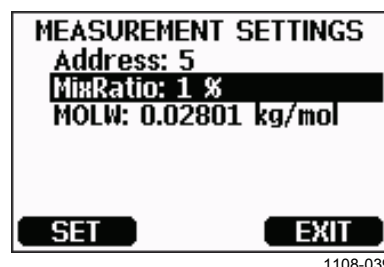 MEASUREMENT SETTINGS
Address: 5
MixRatio: 1 %
MOLW: 0.02801 kg/mol
SET EXIT
1108-039